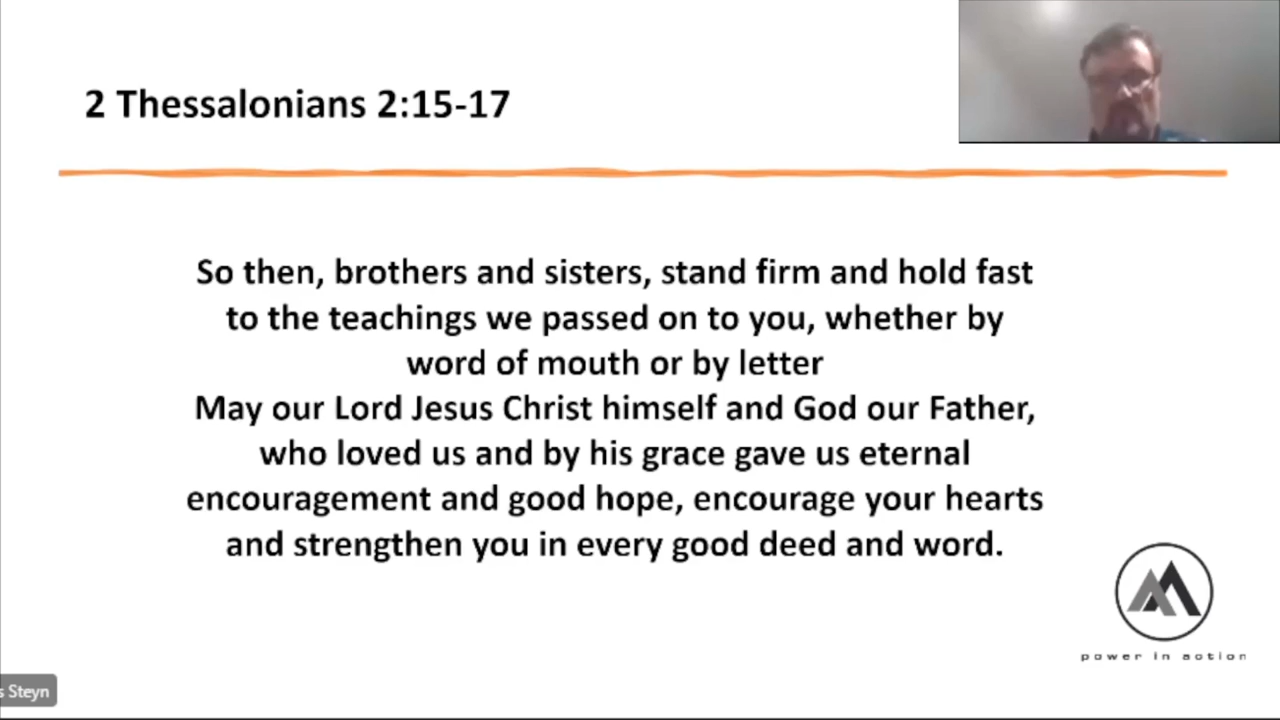 2 Thessalonians 2:15-17
So then, brothers and sisters, stand firm and hold fast
to the teachings we passed on to you, whether by
word of mouth or by letter
May our Lord Jesus Christ himself and God our Father,
who loved us and by his grace gave us eternal
encouragement and good hope, encourage your hearts
and strengthen you in every good deed and word.
power in action
s Steyn